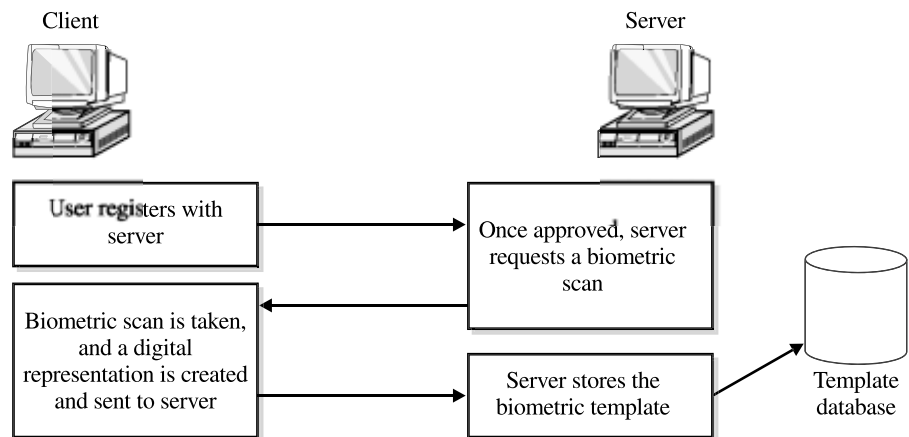 Client
Server
User registers with
server
Once approved, server
requests a biometric
scan
Biometric scan is taken,
and a digital
representation is created
and sent to server
Server stores the
biometric template
Template
database